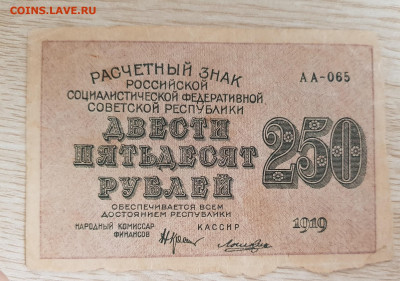 COINS.ЛАVE.RU
РАСЧЕТНЫЙ ЗНАК
РОССИЙСКОЙ
СОЦИАЛИСТИЧЕСКОЙ ФЕДЕРАТИВНОЙ
СОВЕТСКОЙ РЕСПУБЛИКИ
АА-065
ДВЕСТИ
ПЯТЬДЕСЯТ
РУБЛЕЙ
250
ОБЕСПЕЧИВАЕТСЯ ВСЕМ
ДОСТОЯНИЕМ РЕСПУБЛИКИ
НАРОДНЫЙ КОМИССАР
ФИНАНСОВ
КАССИР
1919